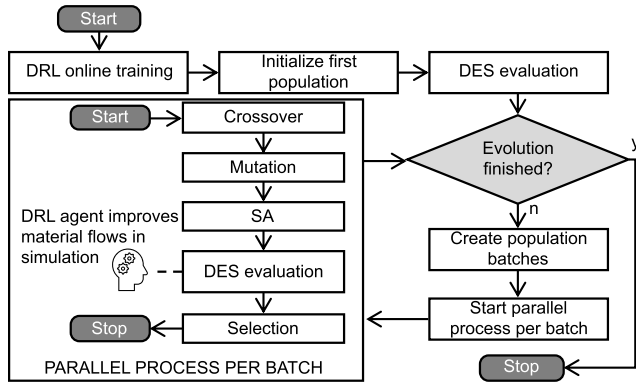 Start
DRL online training
Initialize first
population
DES evaluation
Start
Crossover
Mutation
SA
DRL agent improves
material flows in
simulation
DES evaluation
Stop
Selection
PARALLEL PROCESS PER BATCH
Evolution
finished?
y
n
Create population
batches
Start parallel
process per batch
Stop